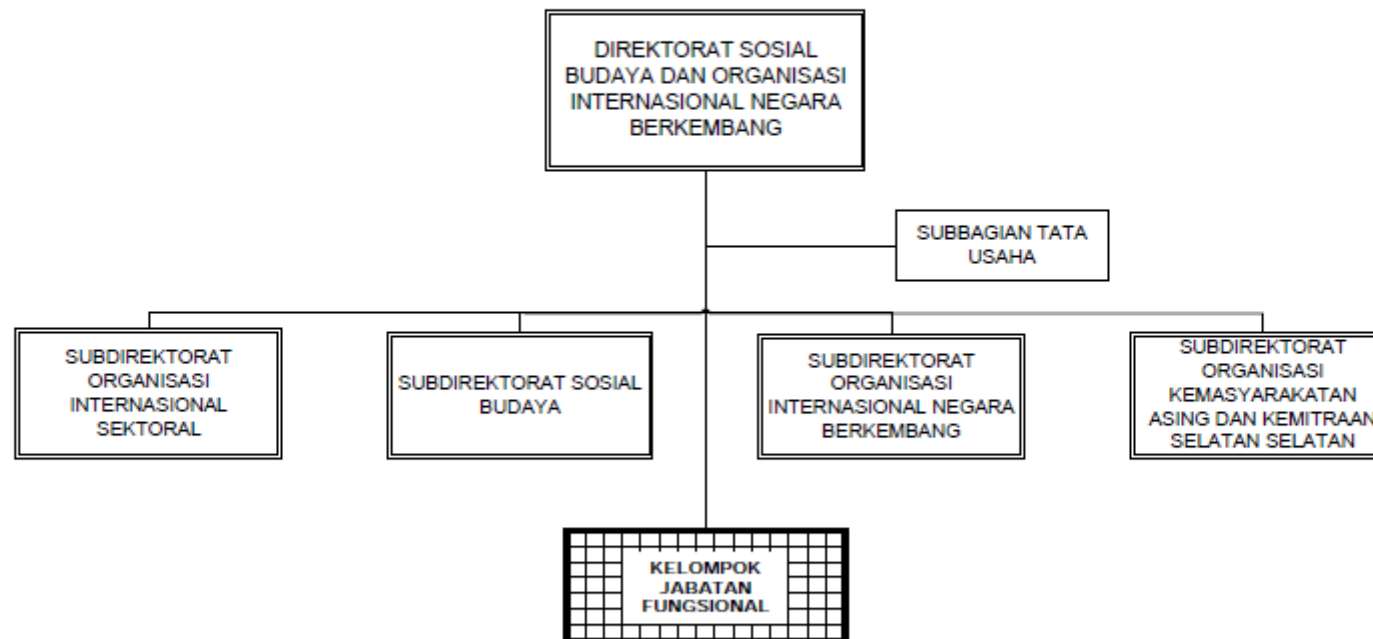 DIREKTORAT SOSIAL
BUDAYA DAN ORGANISASI
INTERNASIONAL NEGARA
BERKEMBANG
SUBBAGIAN TATA
USAHA
SUBDIREKTORAT
ORGANISASI
INTERNASIONAL
SEKTORAL
SUBDIREKTORAT SOSIAL
BUDAYA
SUBDIREKTORAT
ORGANISASI
INTERNASIONAL NEGARA
BERKEMBANG
SUBDIREKTORAT
ORGANISASI
KEMASYARAKATAN
ASING DAN KEMITRAAN
SELATAN SELATAN
KELOMPOK
JABATAN
FUNGSIONAL